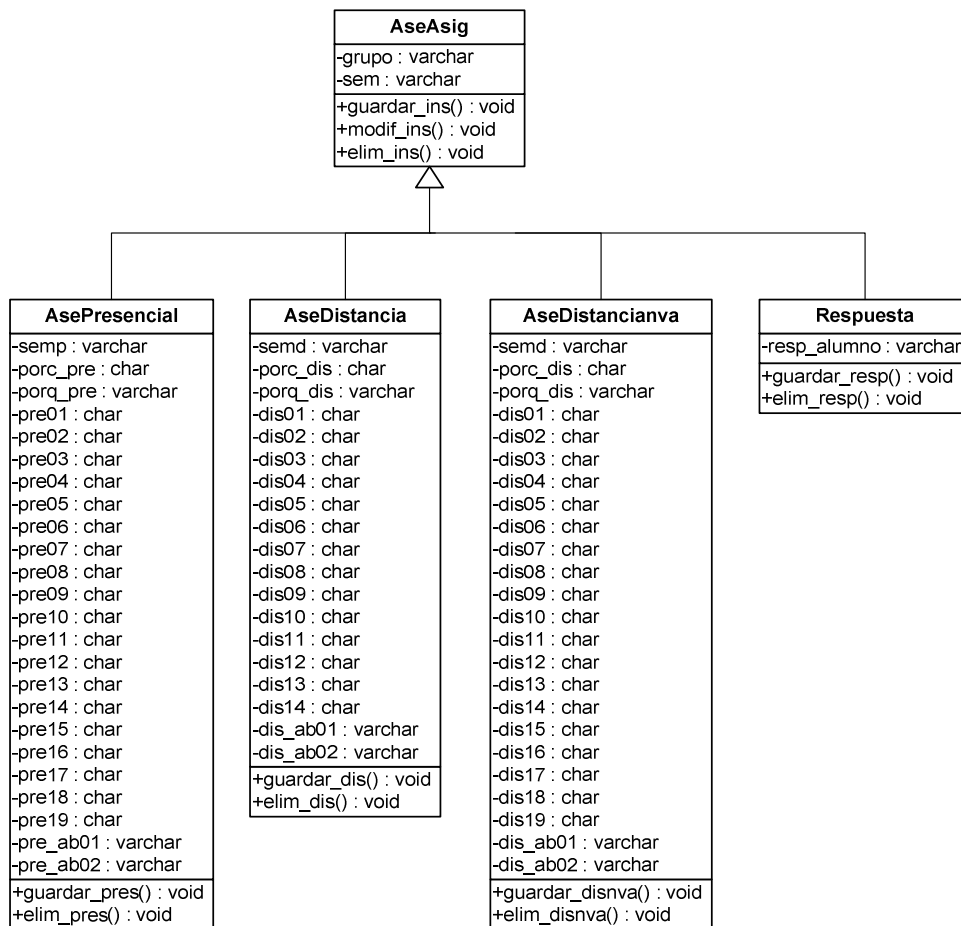 AseAsig
-grupo : varchar
-sem : varchar
+guardar_ins() : void
+modif_ins() : void
+elim_ins() : void
AsePresencial
-semp : varchar
-porc_pre : char
-porq_pre : varchar
-pre01 : char
-pre02 : char
-pre03 : char
-pre04 : char
-pre05 : char
-pre06 : char
-pre07 : char
-pre08 : char
-pre09 : char
-pre10 : char
-pre11 : char
-pre12 : char
-pre13 : char
-pre14 : char
-pre15 : char
-pre16 : char
-pre17 : char
-pre18 : char
-pre19 : char
-pre_ab01 : varchar
-pre_ab02 : varchar
+guardar_pres() : void
+elim_pres() : void
AseDistancia
-semd : varchar
-porc_dis : char
-porq_dis : varchar
-dis01 : char
-dis02 : char
-dis03 : char
-dis04 : char
-dis05 : char
-dis06 : char
-dis07 : char
-dis08 : char
-dis09 : char
-dis10 : char
-dis11 : char
-dis12 : char
-dis13 : char
-dis14 : char
-dis_ab01 : varchar
-dis_ab02 : varchar
+guardar_dis() : void
+elim_dis() : void
AseDistancianva
-semd : varchar
-porc_dis : char
-porq_dis : varchar
-dis01 : char
-dis02 : char
-dis03 : char
-dis04 : char
-dis05 : char
-dis06 : char
-dis07 : char
-dis08 : char
-dis09 : char
-dis10 : char
-dis11 : char
-dis12 : char
-dis13 : char
-dis14 : char
-dis15 : char
-dis16 : char
-dis17 : char
-dis18 : char
-dis19 : char
-dis_ab01 : varchar
-dis_ab02 : varchar
+guardar_disnva() : void
+elim_disnva() : void
Respuesta
-resp_alumno : varchar
+guardar_resp() : void
+elim_resp() : void